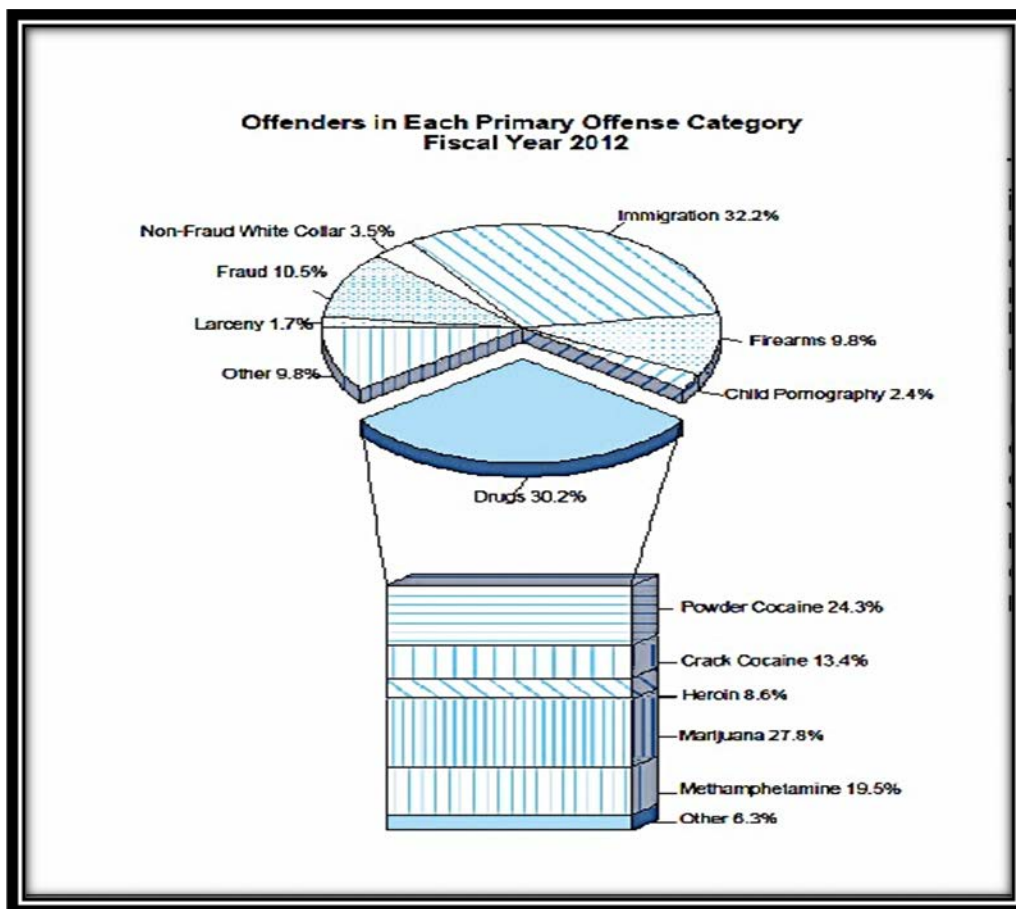 Offenders in Each Primary Offense Category
Fiscal Year 2012
Immigration 32.2%
Non-Fraud White Collar 3.5%
Fraud 10.5%
Larceny 1.7%
Firearms 9.8%
Other 9.8%
Child Pornography 2.4%
Drugs 30.2%
Powder Cocaine 24.3%
Crack Cocaine 13.4%
Heroin 8.6%
Marijuana 27.8%
Methamphetamine 19.5%
Other 6.3%